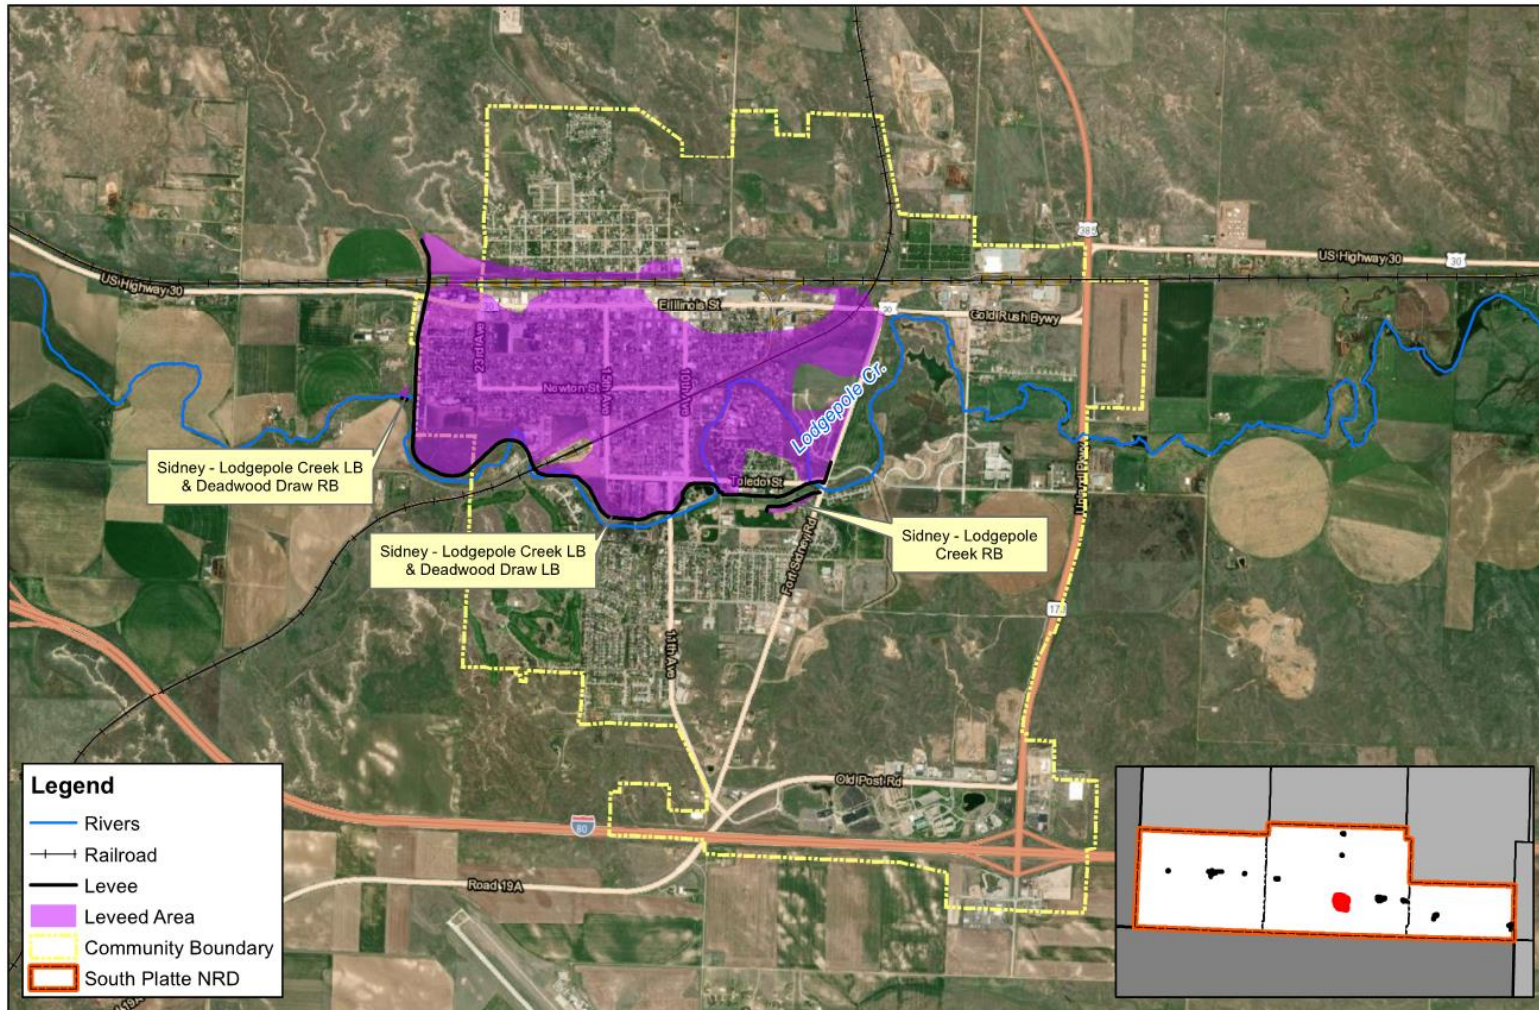 385
US Highway 30
30
US Highway 30
E Illinois St
30
Gold Rush Bywy
23rd Ave
Newton St
10th Ave
Lodgepole Cr.
Sidney - Lodgepole Creek LB
& Deadwood Draw RB
Toledo St
Sidney - Lodgepole
Creek RB
Sidney - Lodgepole Creek LB
& Deadwood Draw LB
Fort Sidney Rd
11th Ave
Old Post Rd
80
Road 19A
Legend
Rivers
Railroad
Levee
Leveed Area
Community Boundary
South Platte NRD